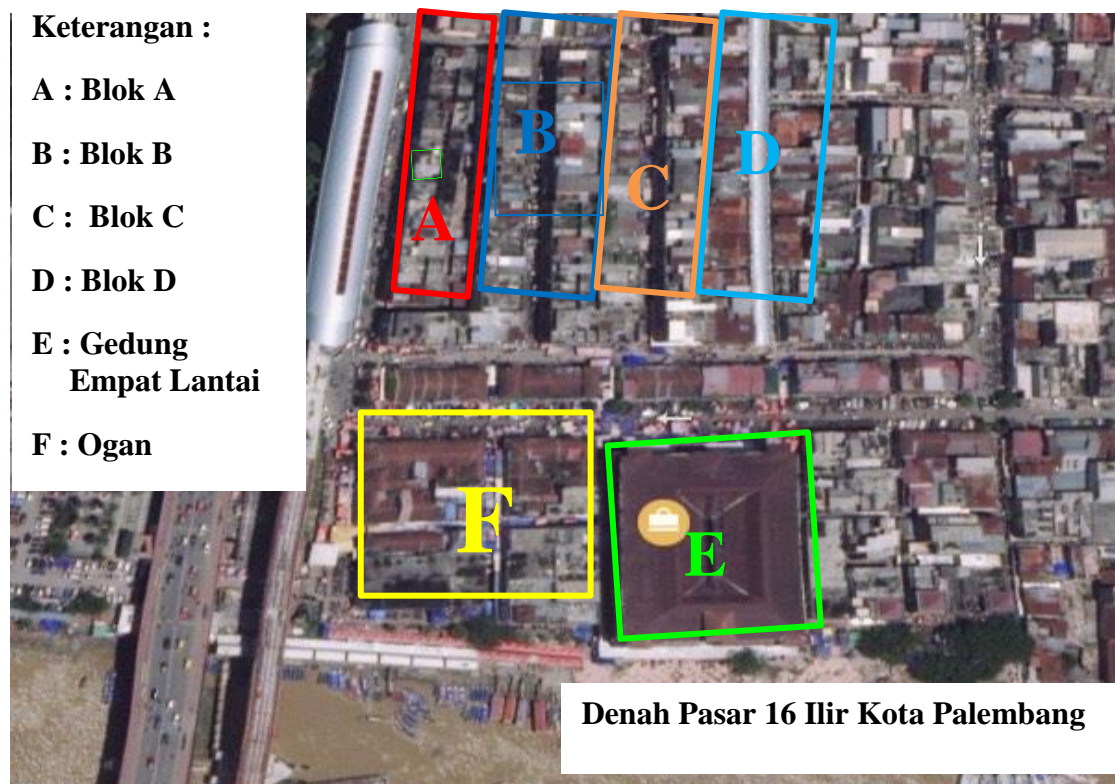 Keterangan :
A : Blok A
B : Blok B
C : Blok C
D : Blok D
E : Gedung
Empat Lantai
F : Ogan
A
B
C
D
F
E
Denah Pasar 16 Ilir Kota Palembang